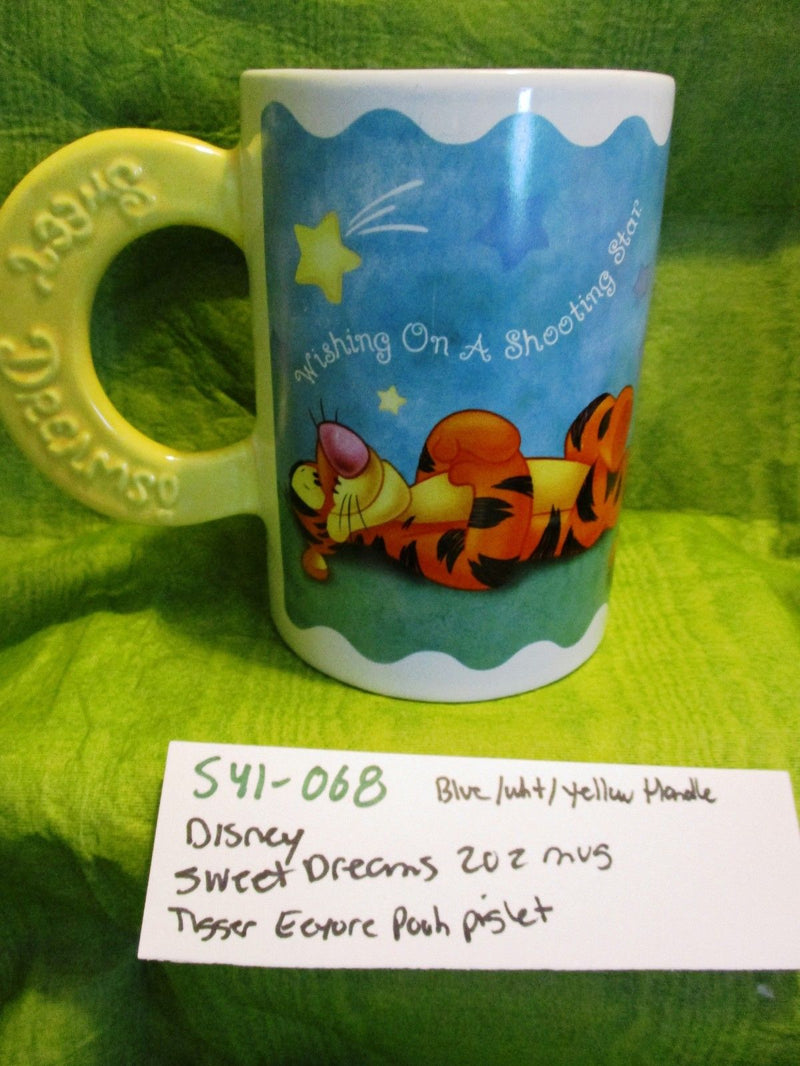 Sweet Dreams
Wishing On A Shooting Star
S41-068 Blue/wht/yellow Handle
Disney
Sweet Dreams 20z mug
Tigger Eeyore Pooh piglet